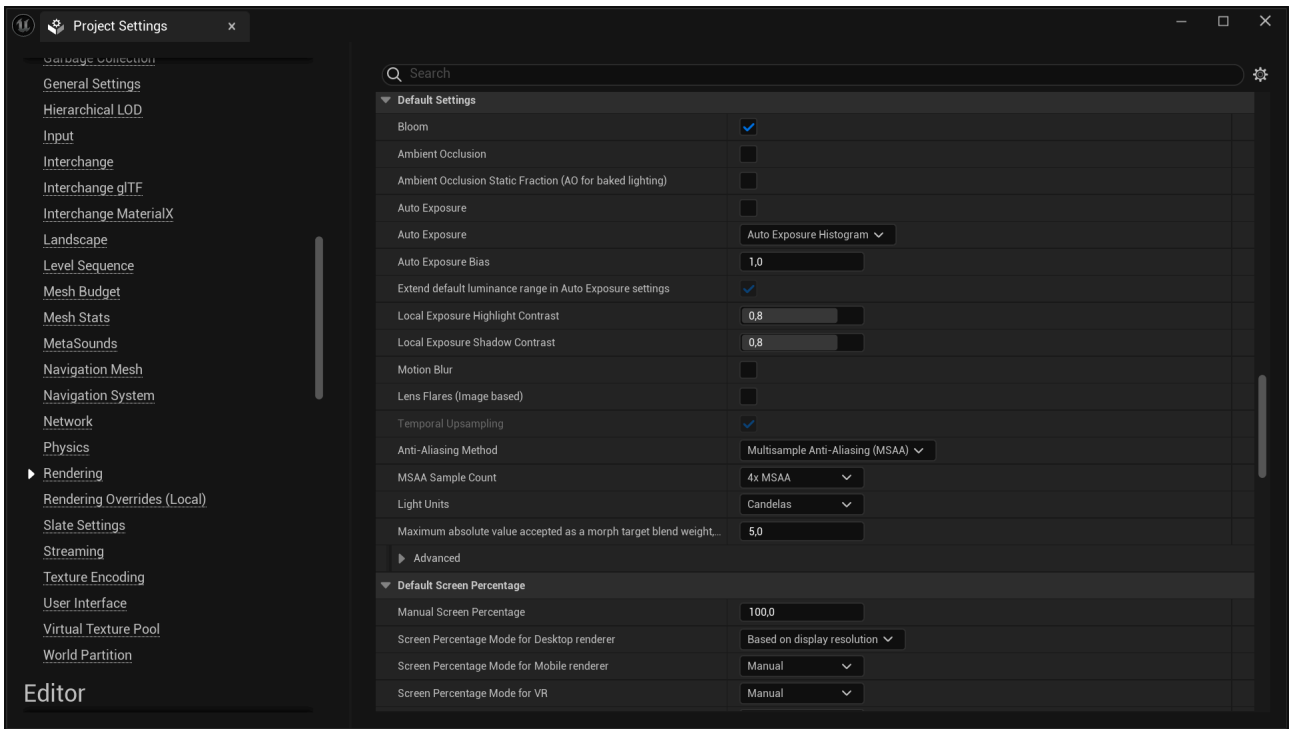 Project Settings
Garbage Collection
General Settings
Hierarchical LOD
Input
Interchange
Interchange glTF
Interchange MaterialX
Landscape
Level Sequence
Mesh Budget
Mesh Stats
MetaSounds
Navigation Mesh
Navigation System
Network
Physics
Rendering
Rendering Overrides (Local)
Slate Settings
Streaming
Texture Encoding
User Interface
Virtual Texture Pool
World Partition
Editor
Search
Default Settings
Bloom
Ambient Occlusion
Ambient Occlusion Static Fraction (AO for baked lighting)
Auto Exposure
Auto Exposure Auto Exposure Histogram
Auto Exposure Bias 1,0
Extend default luminance range in Auto Exposure settings
Local Exposure Highlight Contrast 0,8
Local Exposure Shadow Contrast 0,8
Motion Blur
Lens Flares (Image based)
Temporal Upsampling
Anti-Aliasing Method Multisample Anti-Aliasing (MSAA)
MSAA Sample Count 4x MSAA
Light Units Candelas
Maximum absolute value accepted as a morph target blend weight,... 5,0
Advanced
Default Screen Percentage
Manual Screen Percentage 100,0
Screen Percentage Mode for Desktop renderer Based on display resolution
Screen Percentage Mode for Mobile renderer Manual
Screen Percentage Mode for VR Manual